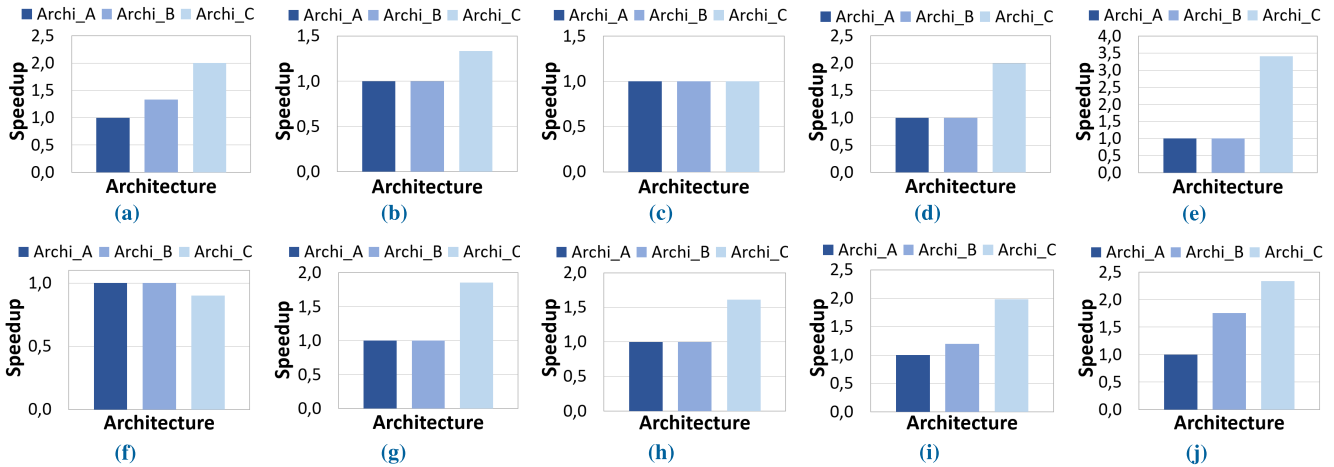 Archi_A Archi_B Archi_C
2,5
2,0
1,5
1,0
0,5
0,0
Speedup
Architecture
(a)
Archi_A Archi_B Archi_C
1,5
1,0
0,5
0,0
Speedup
Architecture
(b)
Archi_A Archi_B Archi_C
1,5
1,0
0,5
0,0
Speedup
Architecture
(c)
Archi_A Archi_B Archi_C
2,5
2,0
1,5
1,0
0,5
0,0
Speedup
Architecture
(d)
Archi_A Archi_B Archi_C
4,0
3,5
3,0
2,5
2,0
1,5
1,0
0,5
0,0
Speedup
Architecture
(e)
Archi_A Archi_B Archi_C
1,0
0,5
0,0
Speedup
Architecture
(f)
Archi_A Archi_B Archi_C
2,0
1,5
1,0
0,5
0,0
Speedup
Architecture
(g)
Archi_A Archi_B Archi_C
2,0
1,5
1,0
0,5
0,0
Speedup
Architecture
(h)
Archi_A Archi_B Archi_C
2,5
2,0
1,5
1,0
0,5
0,0
Speedup
Architecture
(i)
Archi_A Archi_B Archi_C
2,5
2,0
1,5
1,0
0,5
0,0
Speedup
Architecture
(j)